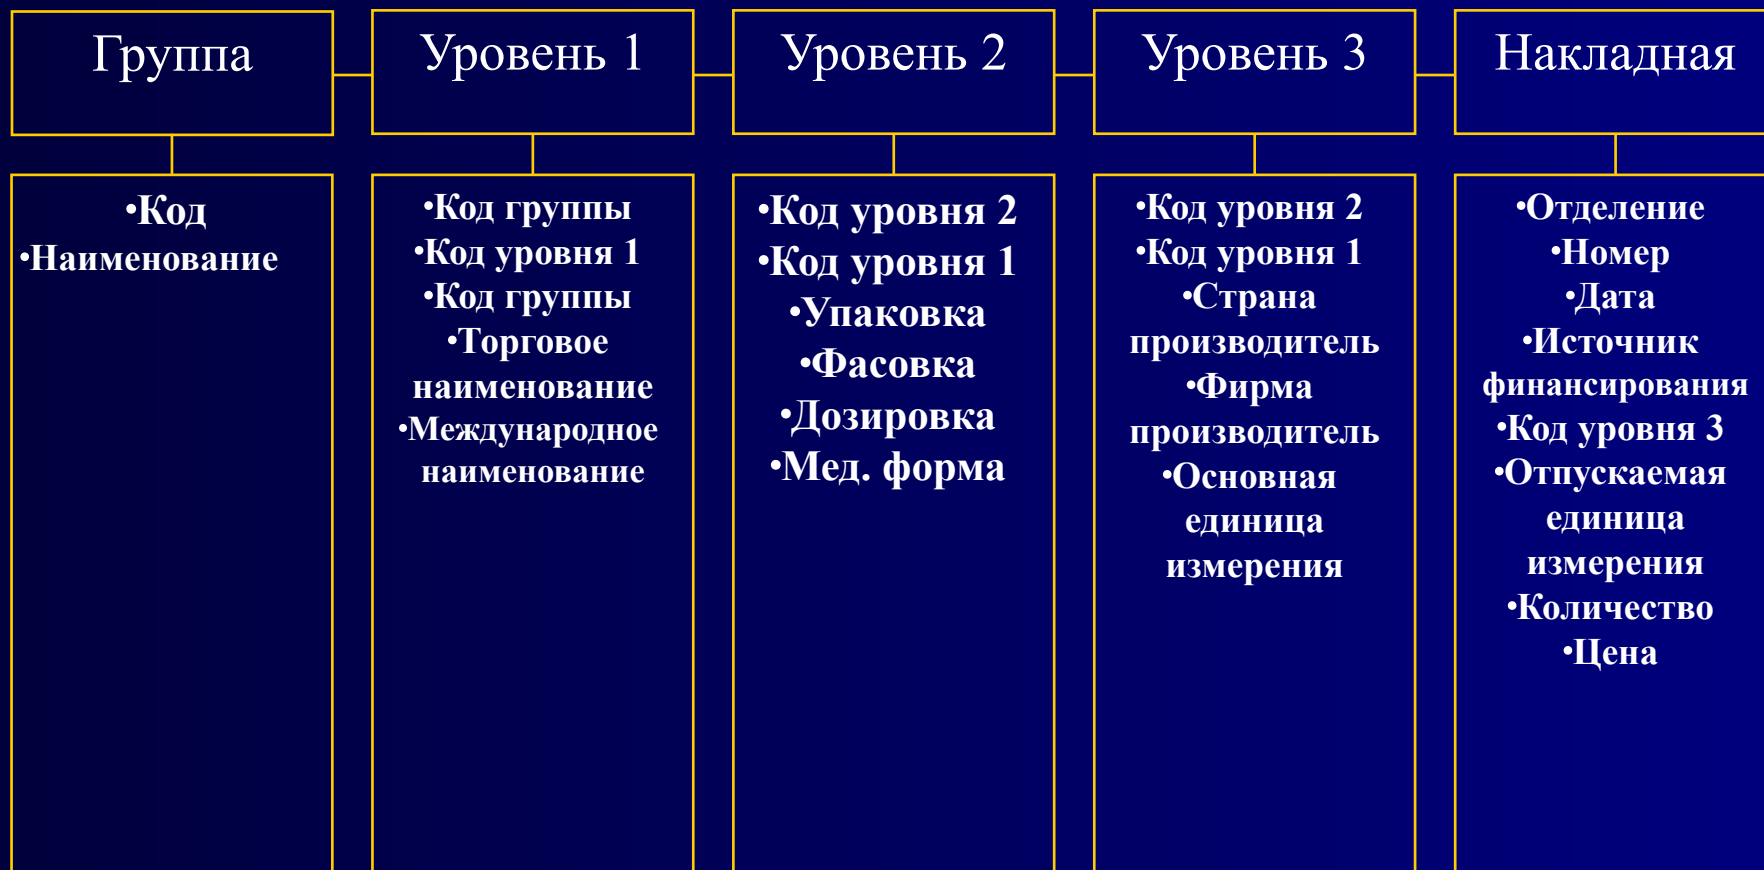 Группа
•Код
•Наименование
Уровень 1
•Код группы
•Код уровня 1
•Код группы
•Торговое
наименование
•Международное
наименование
Уровень 2
•Код уровня 2
•Код уровня 1
•Упаковка
•Фасовка
•Дозировка
•Мед. форма
Уровень 3
•Код уровня 2
•Код уровня 1
•Страна
производитель
•Фирма
производитель
•Основная
единица
измерения
Накладная
•Отделение
•Номер
•Дата
•Источник
финансирования
•Код уровня 3
•Отпускаемая
единица
измерения
•Количество
•Цена